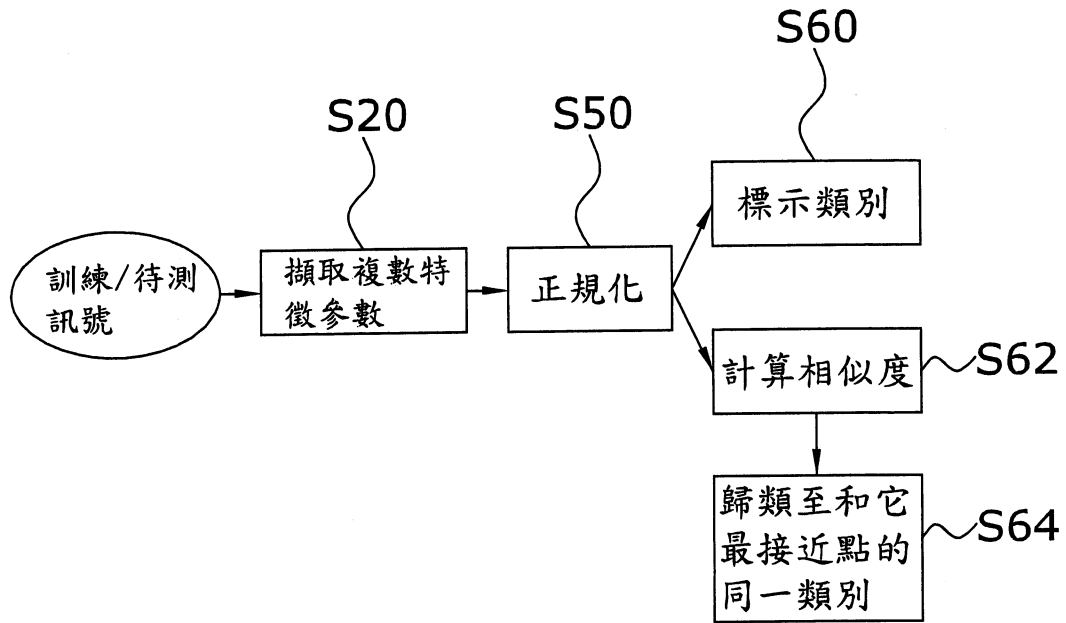 S60
S20
S50
標示類別
訓練/待測
訊號
擷取複數特
徵參數
正規化
計算相似度
S62
歸類至和它
最接近點的
同一類別
S64